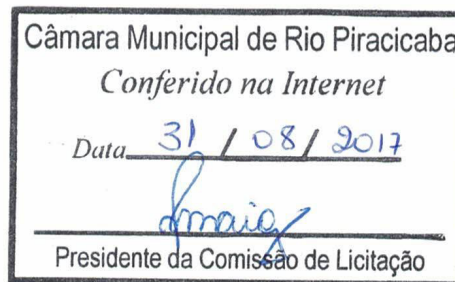 Câmara Municipal de Rio Piracicaba
Conferido na Internet
Data 31 / 08 / 2017
Presidente da Comissão de Licitação